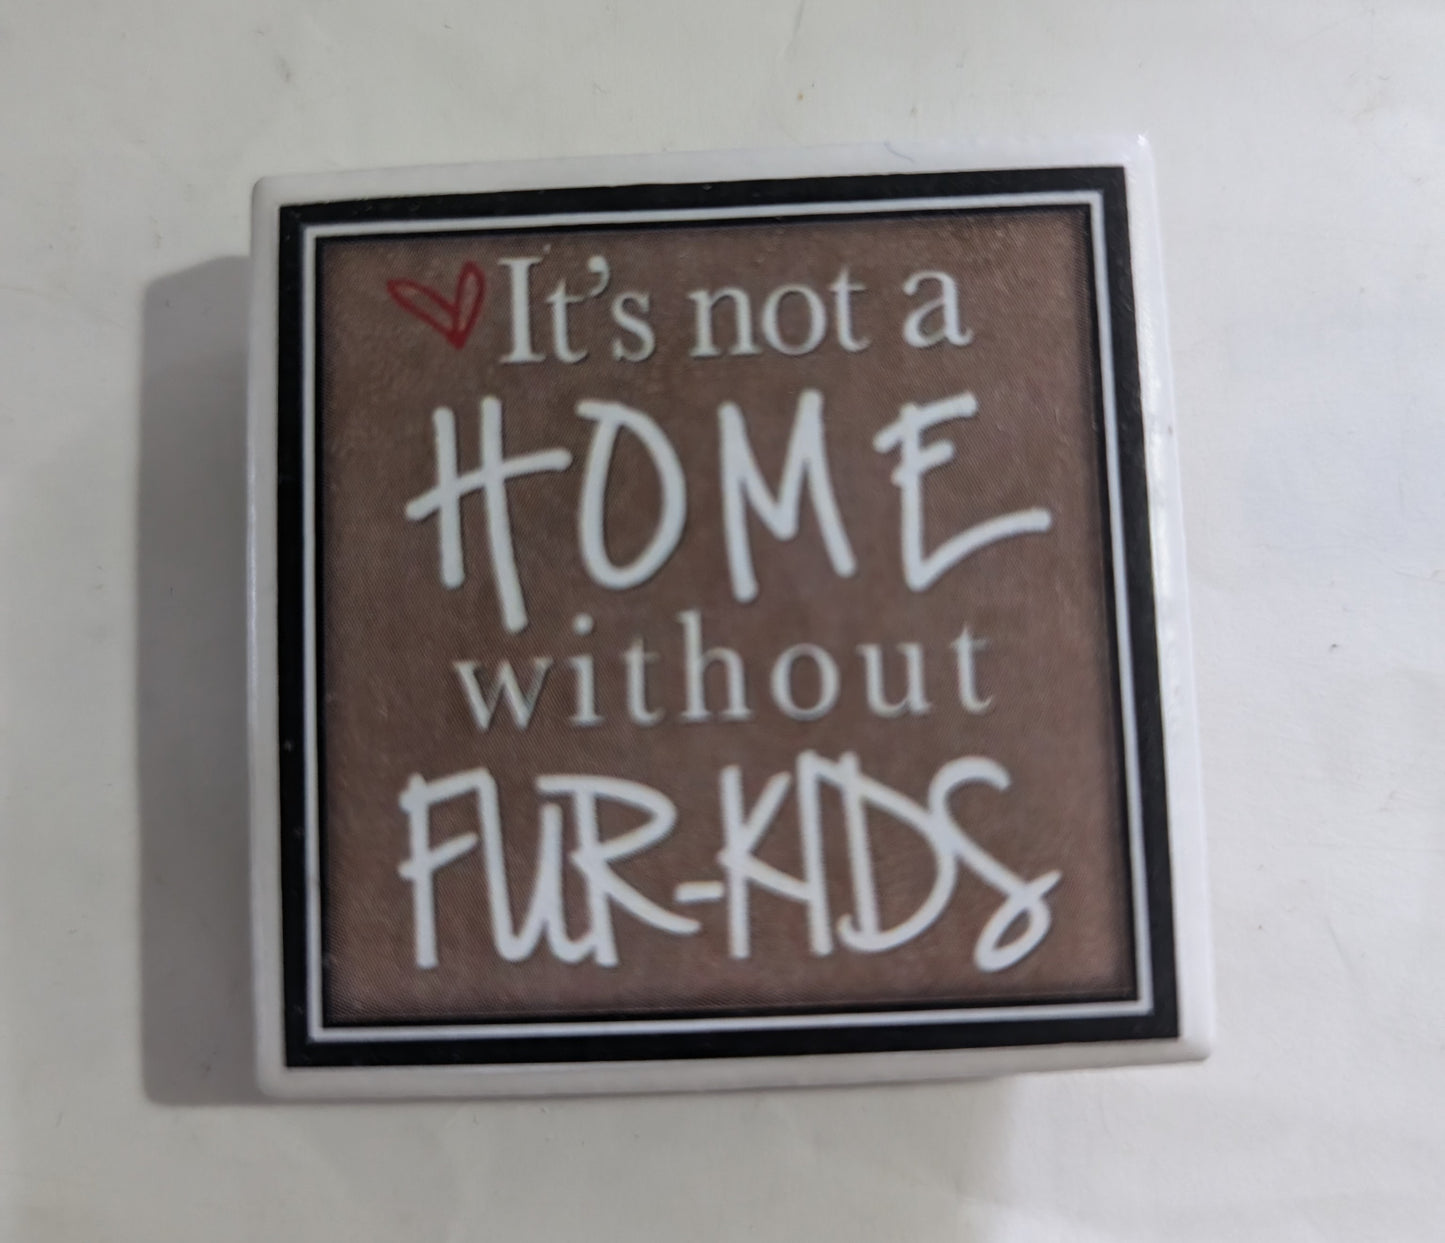 It's not a
HOME
without
FUR-KIDS